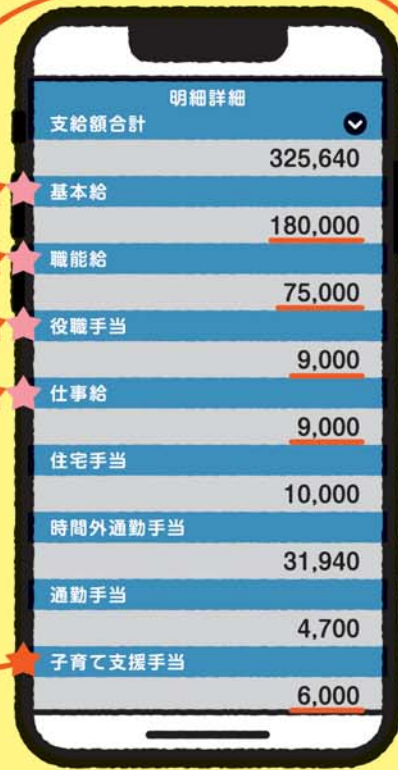 明細詳細
支給額合計
325,640
基本給
180,000
職能給
75,000
役職手当
9,000
仕事給
9,000
住宅手当
10,000
時間外通勤手当
31,940
通勤手当
4,700
子育て支援手当
6,000